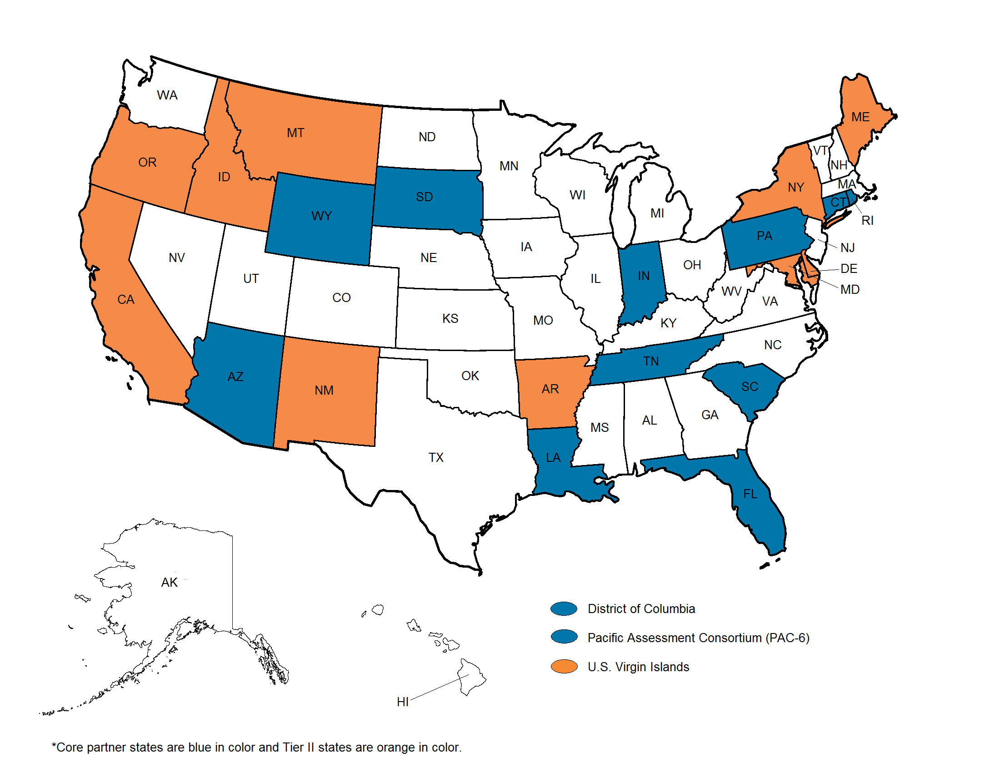 WA
MT
ND
MN
OR
ID
WY
SD
WI
MI
ME
VT
NH
NY
MA
CT
RI
PA
NJ
DE
MD
NV
UT
CO
NE
IA
IL
IN
OH
WV
VA
CA
KS
MO
KY
NC
AZ
NM
OK
AR
TN
SC
TX
LA
MS
AL
GA
FL
AK
HI
District of Columbia
Pacific Assessment Consortium (PAC-6)
U.S. Virgin Islands
*Core partner states are blue in color and Tier II states are orange in color.